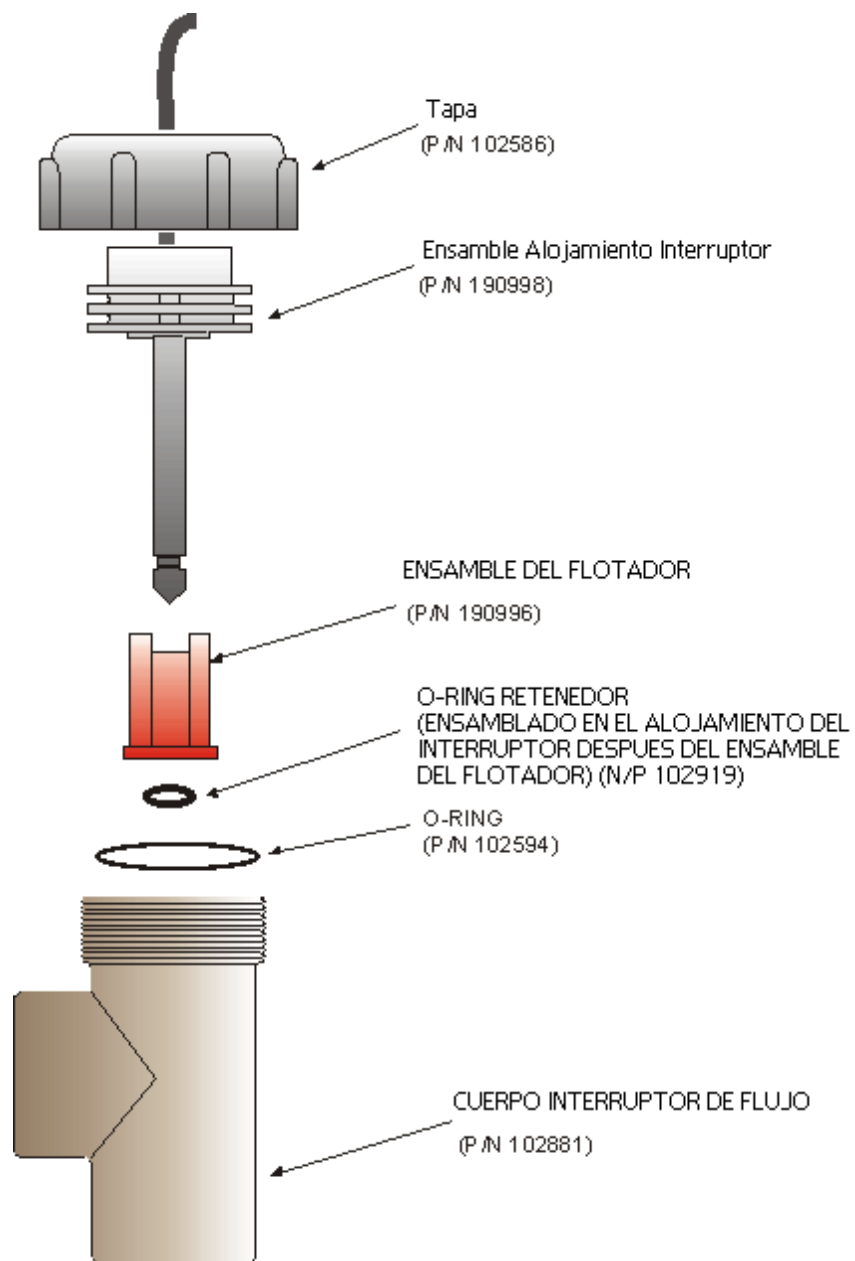 Tapa
(P/N 102586)
Ensamble Alojamiento Interruptor
(P/N 190998)
ENSAMBLE DEL FLOTADOR
(P/N 190996)
O-RING RETENEDOR
(ENSAMBLADO EN EL ALOJAMIENTO DEL
INTERRUPTOR DESPUES DEL ENSAMBLE
DEL FLOTADOR) (N/P 102919)
O-RING
(P/N 102594)
CUERPO INTERRUPTOR DE FLUJO
(P/N 102881)